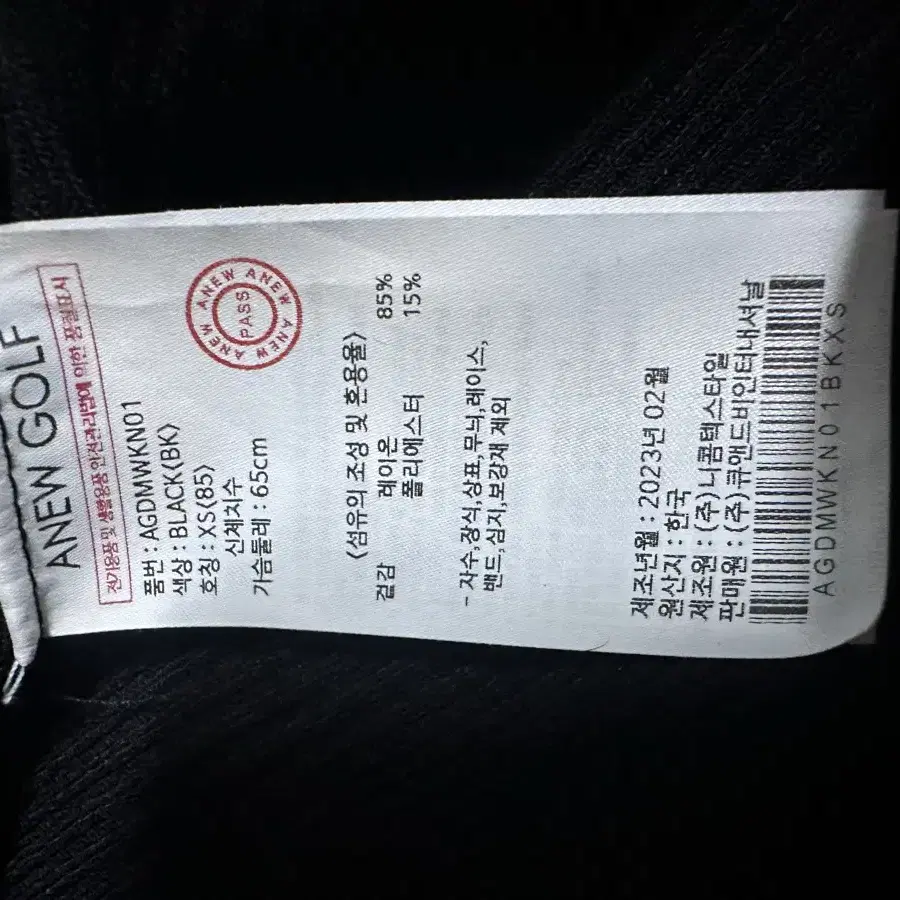 ANEW GOLF
전기용품 및 생활용품 안전관리법에 의한 품질표시
품번 : AGDMWKN01
색상 : BLACK(BK)
호칭 : XS(85)
신체치수
가슴둘레 : 65cm
ANEW ANEW ANEW ANEW
PASS
<섬유의 조성 및 혼용율>
겉감 레이온 85%
폴리에스터 15%
- 자수,장식,상표,무늬,레이스,
밴드,심지,보강재 제외
제조년월 : 2023년 02월
원산지 : 한국
제조원 : (주)니콤텍스타일
판매원 : (주)큐앤드비인터내셔날
AGDMWKN01BKXS